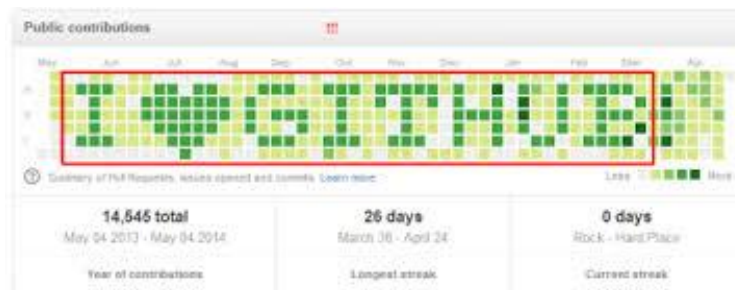 Public contributions !!!
May Jun Jul Aug Sep Oct Nov Dec Jan Feb Mar Apr
I ♥ GITHUB
Summary of Pull Requests, issues opened and commits. Learn more
Less More
14,545 total
May 04 2013 - May 04 2014
Year of contributions
26 days
March 30 - April 24
Longest streak
0 days
Rock - Hard Place
Current streak